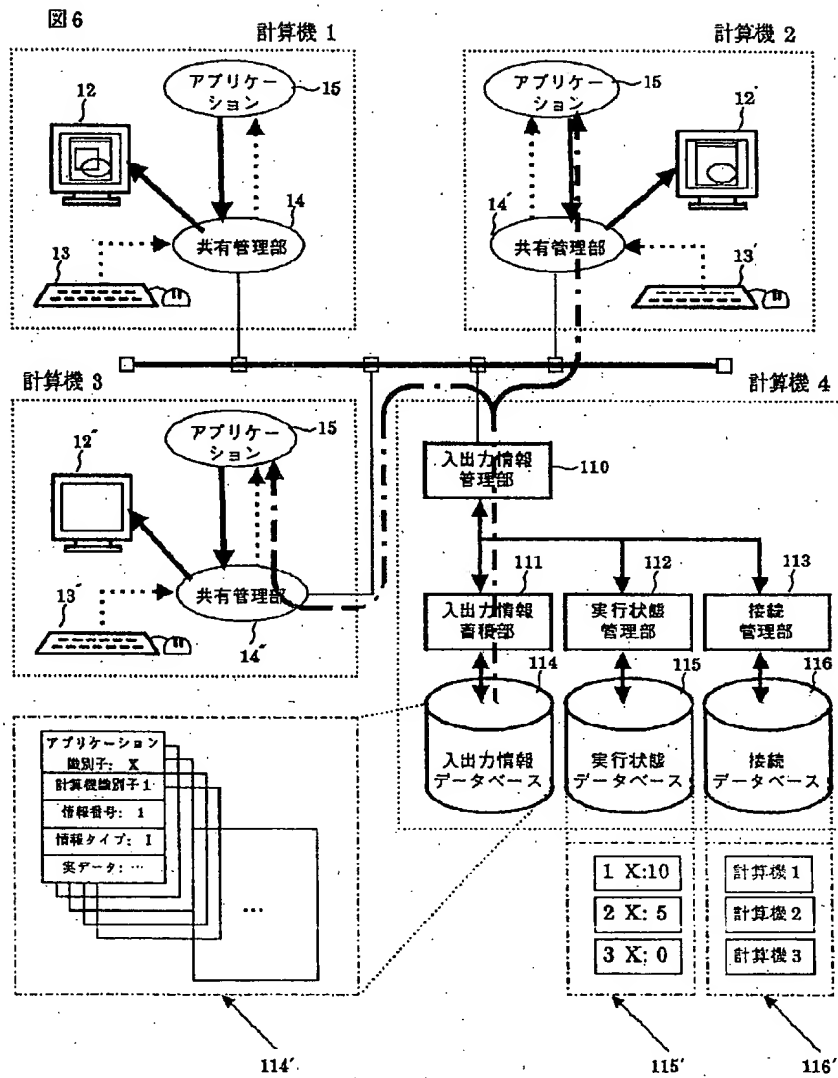 図6
計算機 1
計算機 2
アプリケー
ション
15
12
14
共有管理部
13
アプリケー
ション
15
12'
14'
共有管理部
13'
計算機 3
計算機 4
アプリケー
ション
15
12"
共有管理部
14"
13"
入出力情報
管理部
110
111
入出力情報
蓄積部
112
実行状態
管理部
113
接続
管理部
114
入出力情報
データベース
115
実行状態
データベース
116
接続
データベース
アプリケーション
識別子: X
計算機識別子1
情報番号: 1
情報タイプ: I
実データ: …
…
1 X:10
2 X: 5
3 X: 0
計算機1
計算機2
計算機3
114'
115'
116'